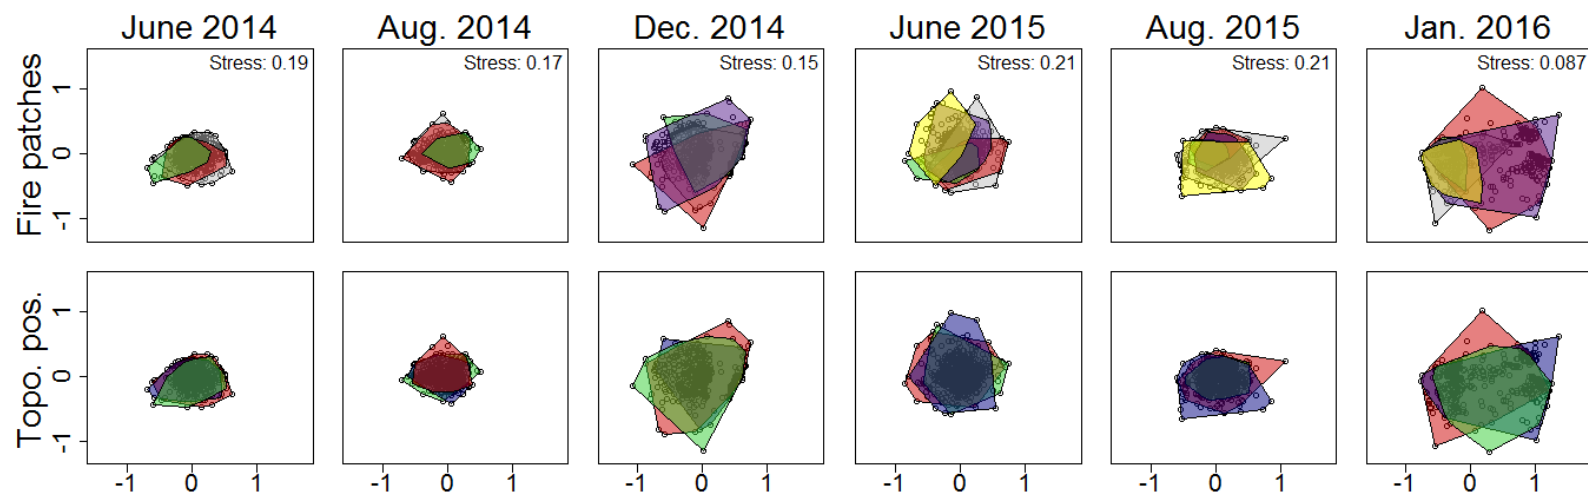 June 2014 Aug. 2014 Dec. 2014 June 2015 Aug. 2015 Jan. 2016
Stress: 0.19 Stress: 0.17 Stress: 0.15 Stress: 0.21 Stress: 0.21 Stress: 0.087
Fire patches
1
0
-1
Topo. pos.
1
0
-1
-1 0 1 -1 0 1 -1 0 1 -1 0 1 -1 0 1 -1 0 1